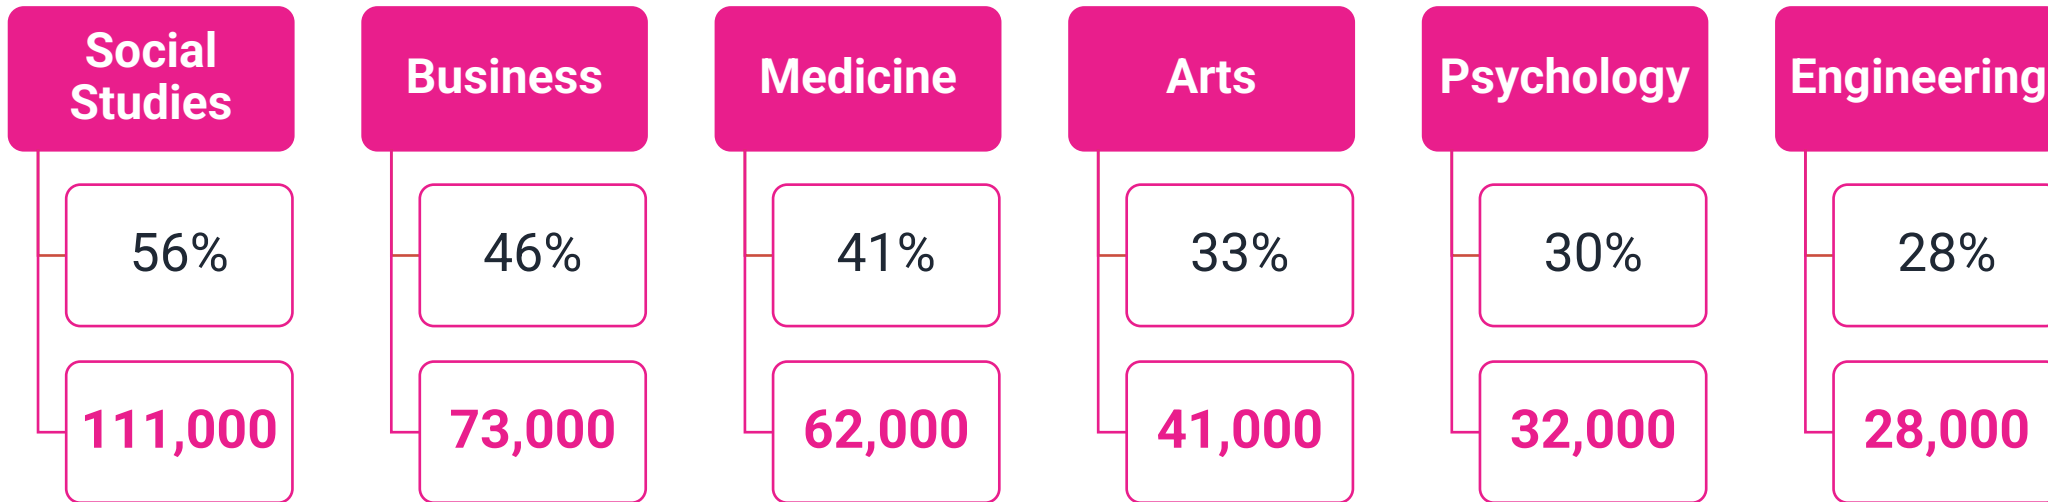 Social
Studies
Business
Medicine
Arts
Psychology
Engineering
56%
46%
41%
33%
30%
28%
111,000
73,000
62,000
41,000
32,000
28,000